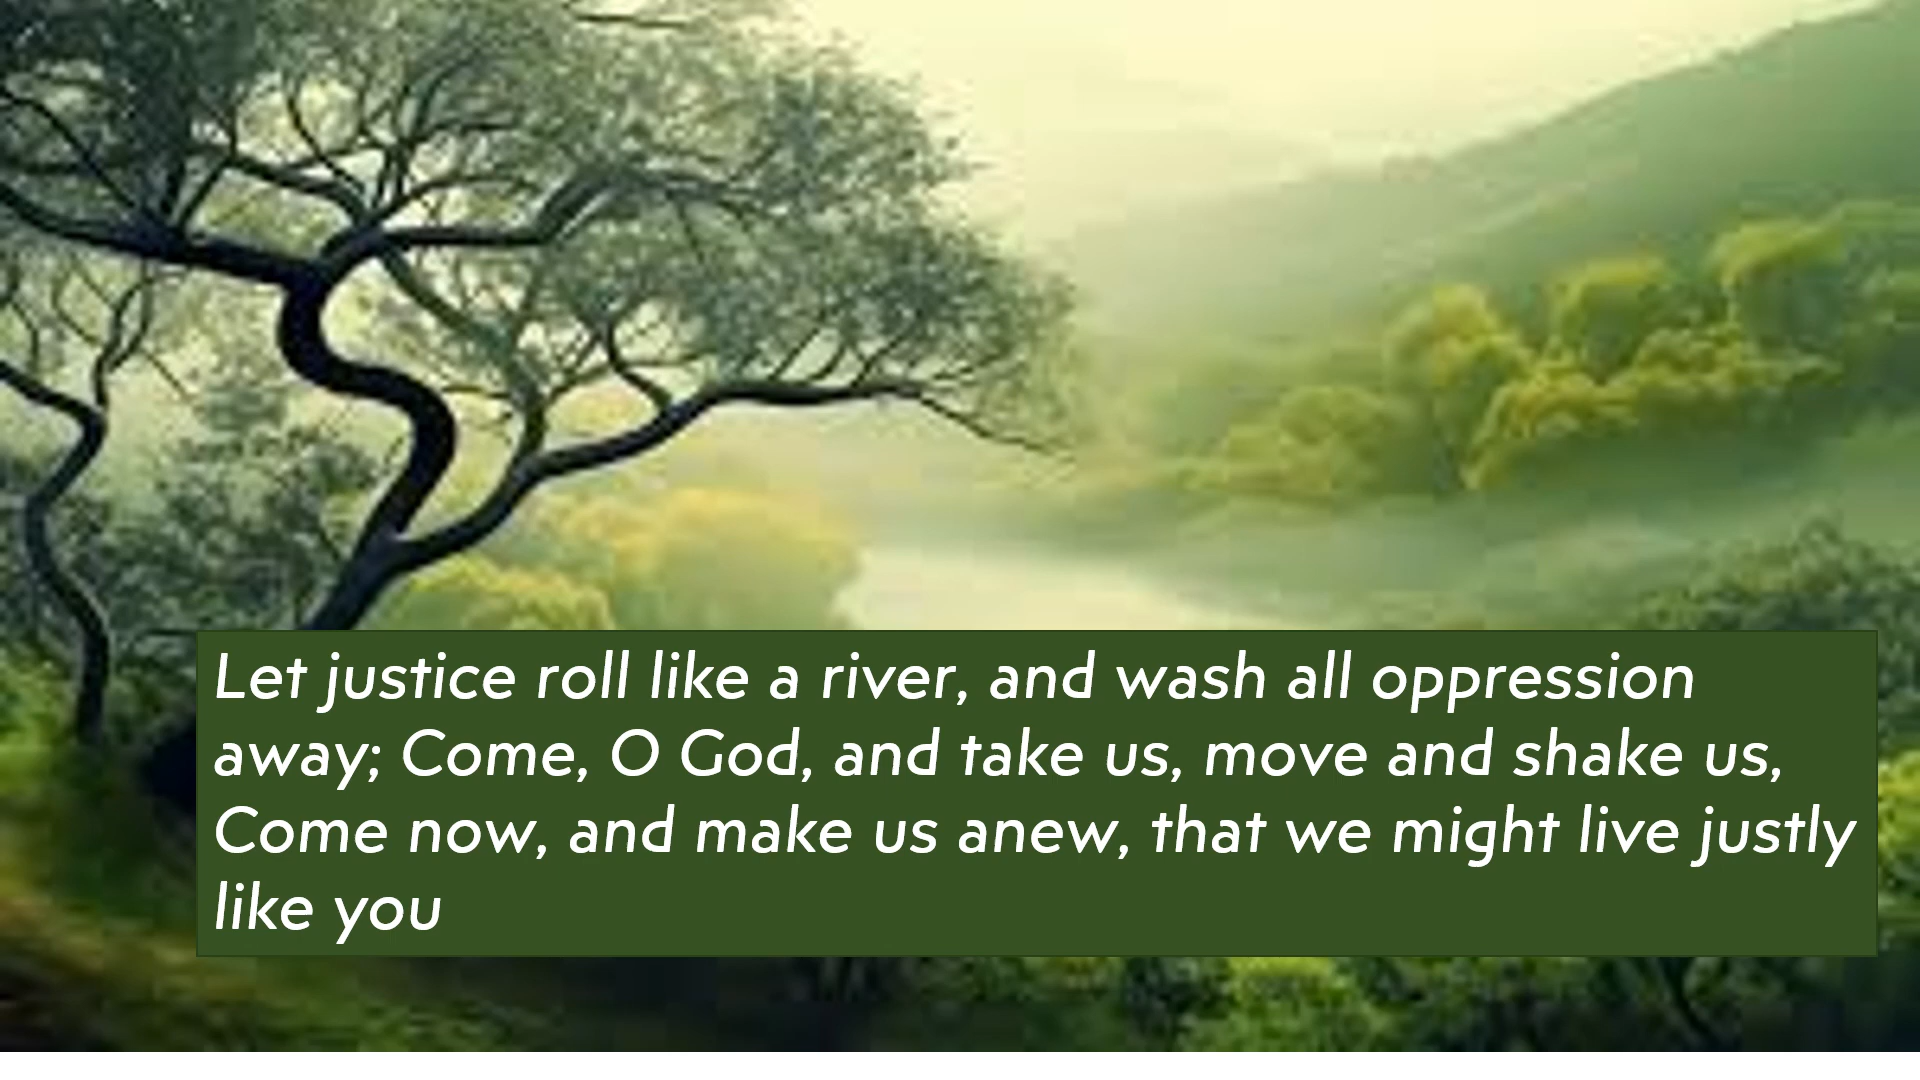 Let justice roll like a river, and wash all oppression
away; Come, O God, and take us, move and shake us,
Come now, and make us anew, that we might live justly
like you